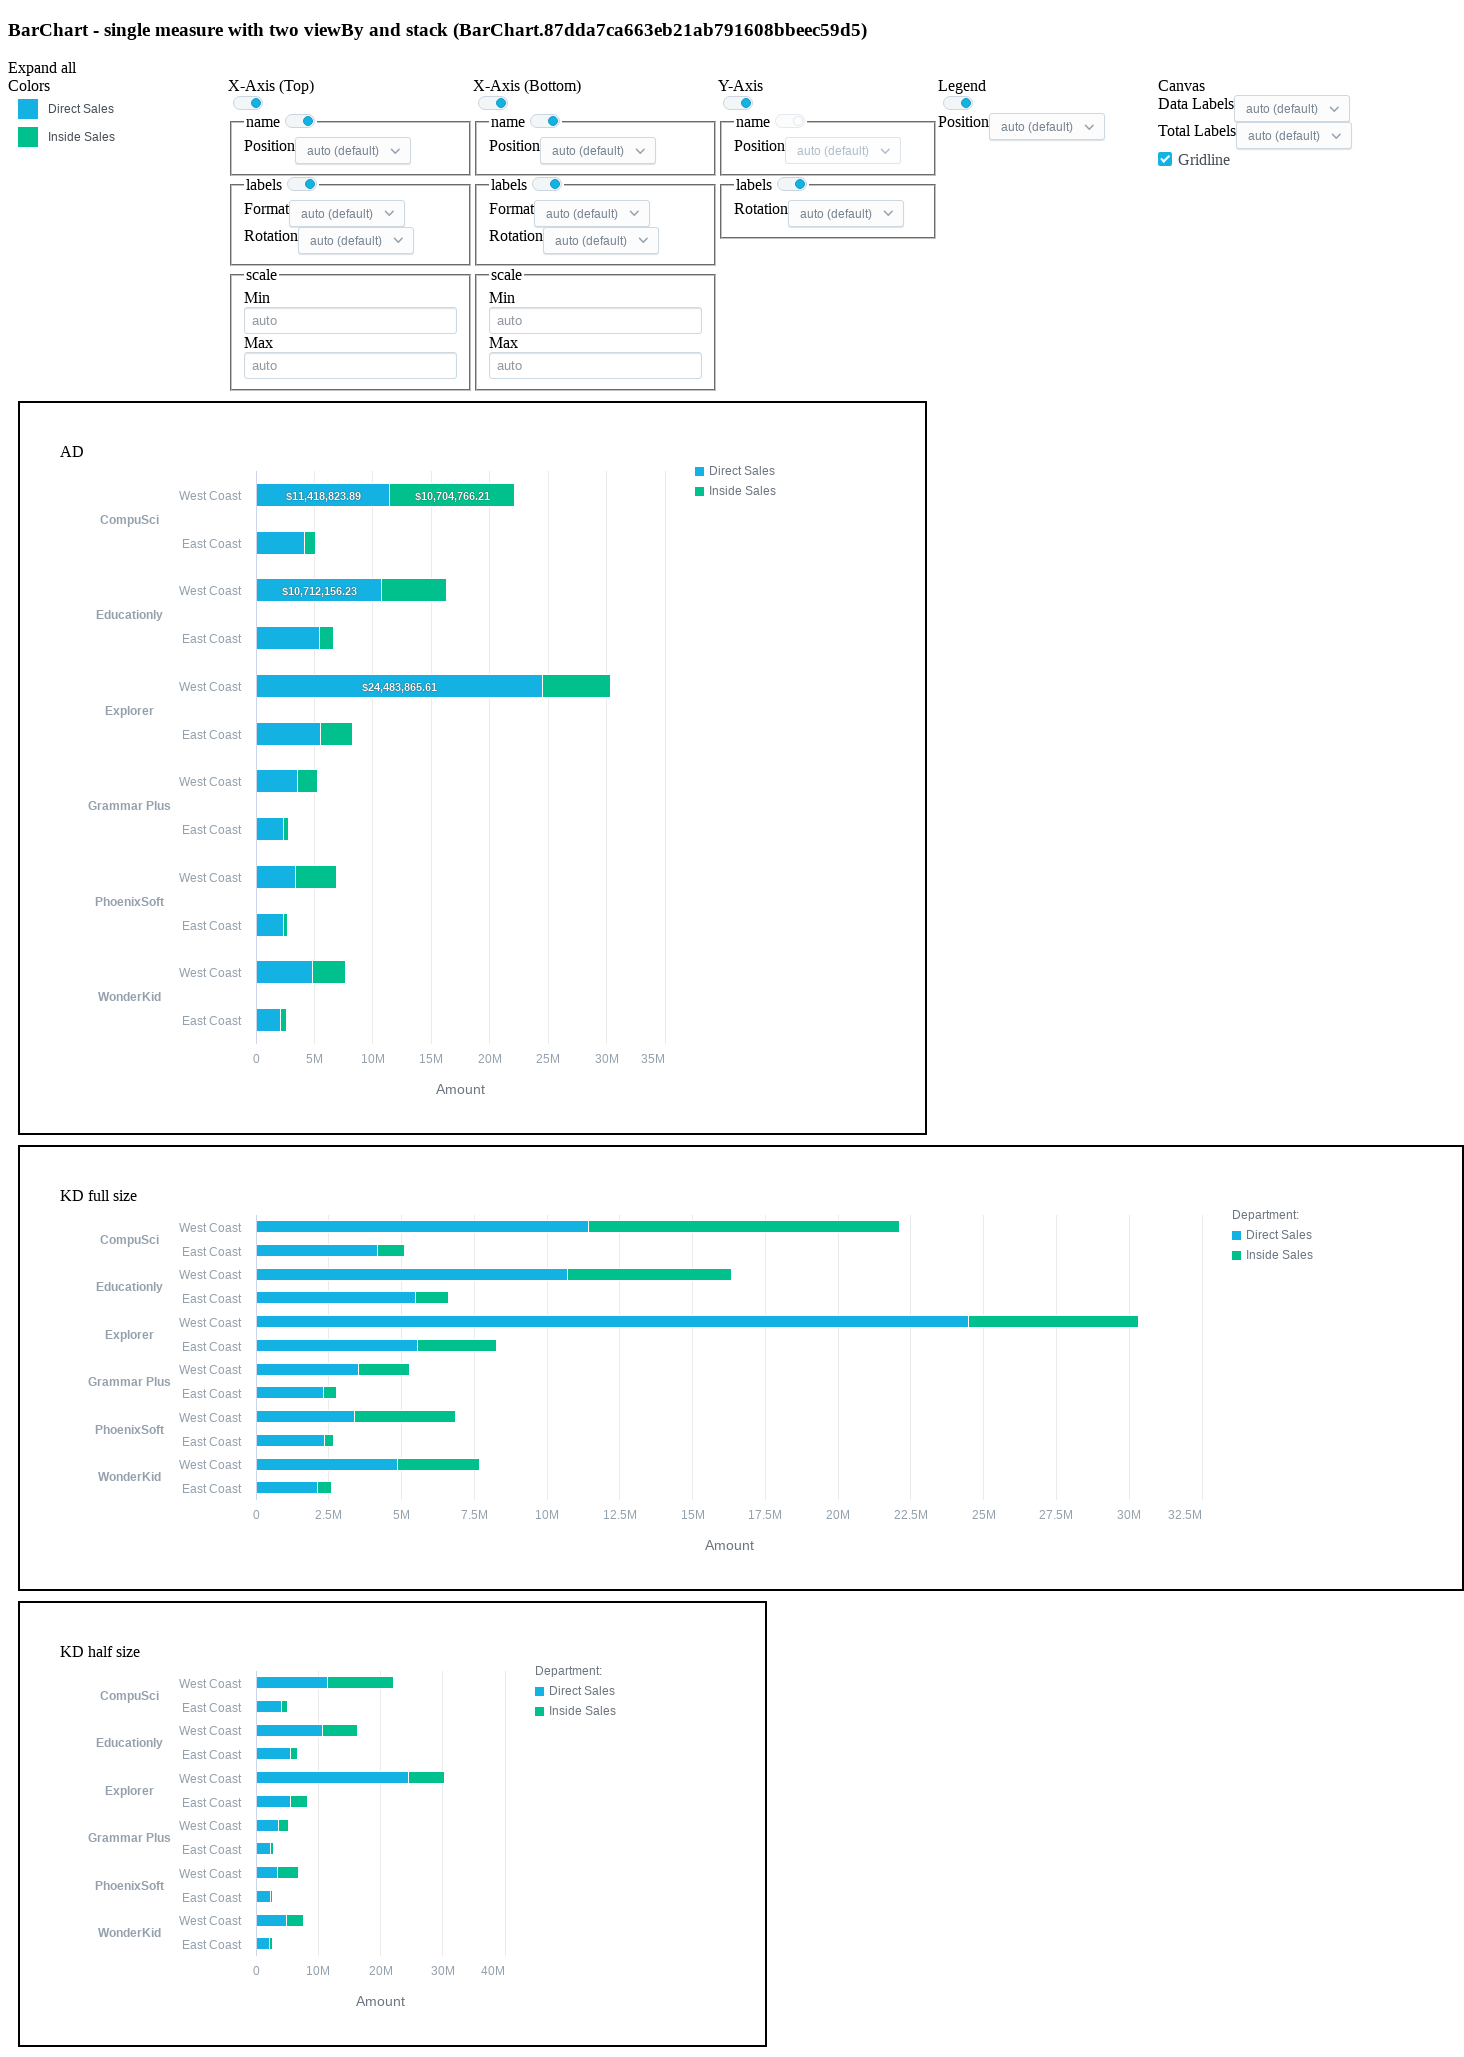 BarChart - single measure with two viewBy and stack (BarChart.87dda7ca663eb21ab791608bbeec59d5)
Expand all
Colors
Direct Sales
Inside Sales
X-Axis (Top)
name
Position auto (default)
labels
Format auto (default)
Rotation auto (default)
scale
Min
auto
Max
auto
X-Axis (Bottom)
name
Position auto (default)
labels
Format auto (default)
Rotation auto (default)
scale
Min
auto
Max
auto
Y-Axis
name
Position auto (default)
labels
Rotation auto (default)
Legend
Position auto (default)
Canvas
Data Labels auto (default)
Total Labels auto (default)
Gridline
AD
Direct Sales
Inside Sales
CompuSci
West Coast $11,418,823.89 $10,704,766.21
East Coast
Educationly
West Coast $10,712,156.23
East Coast
Explorer
West Coast $24,483,865.61
East Coast
Grammar Plus
West Coast
East Coast
PhoenixSoft
West Coast
East Coast
WonderKid
West Coast
East Coast
0 5M 10M 15M 20M 25M 30M 35M
Amount
KD full size
Department:
Direct Sales
Inside Sales
CompuSci
West Coast
East Coast
Educationly
West Coast
East Coast
Explorer
West Coast
East Coast
Grammar Plus
West Coast
East Coast
PhoenixSoft
West Coast
East Coast
WonderKid
West Coast
East Coast
0 2.5M 5M 7.5M 10M 12.5M 15M 17.5M 20M 22.5M 25M 27.5M 30M 32.5M
Amount
KD half size
Department:
Direct Sales
Inside Sales
CompuSci
West Coast
East Coast
Educationly
West Coast
East Coast
Explorer
West Coast
East Coast
Grammar Plus
West Coast
East Coast
PhoenixSoft
West Coast
East Coast
WonderKid
West Coast
East Coast
0 10M 20M 30M 40M
Amount